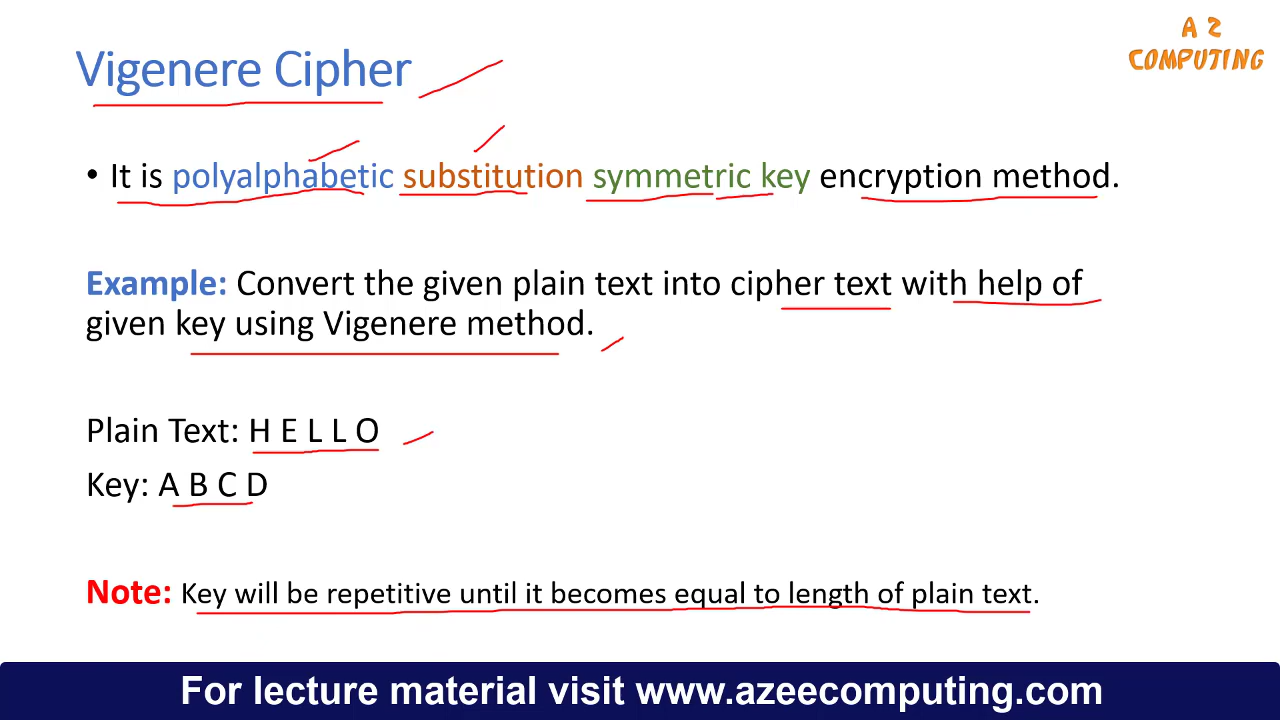 A Z
COMPUTING
Vigenere Cipher
• It is polyalphabetic substitution symmetric key encryption method.
Example: Convert the given plain text into cipher text with help of
given key using Vigenere method.
Plain Text: H E L L O
Key: A B C D
Note: Key will be repetitive until it becomes equal to length of plain text.
For lecture material visit www.azeecomputing.com